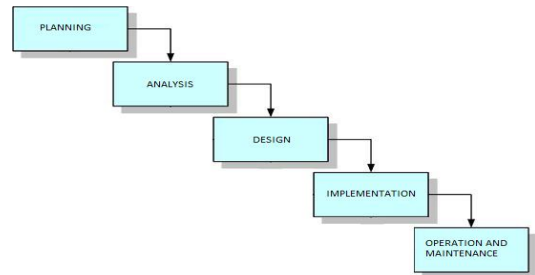 PLANNING
ANALYSIS
DESIGN
IMPLEMENTATION
OPERATION AND
MAINTENANCE